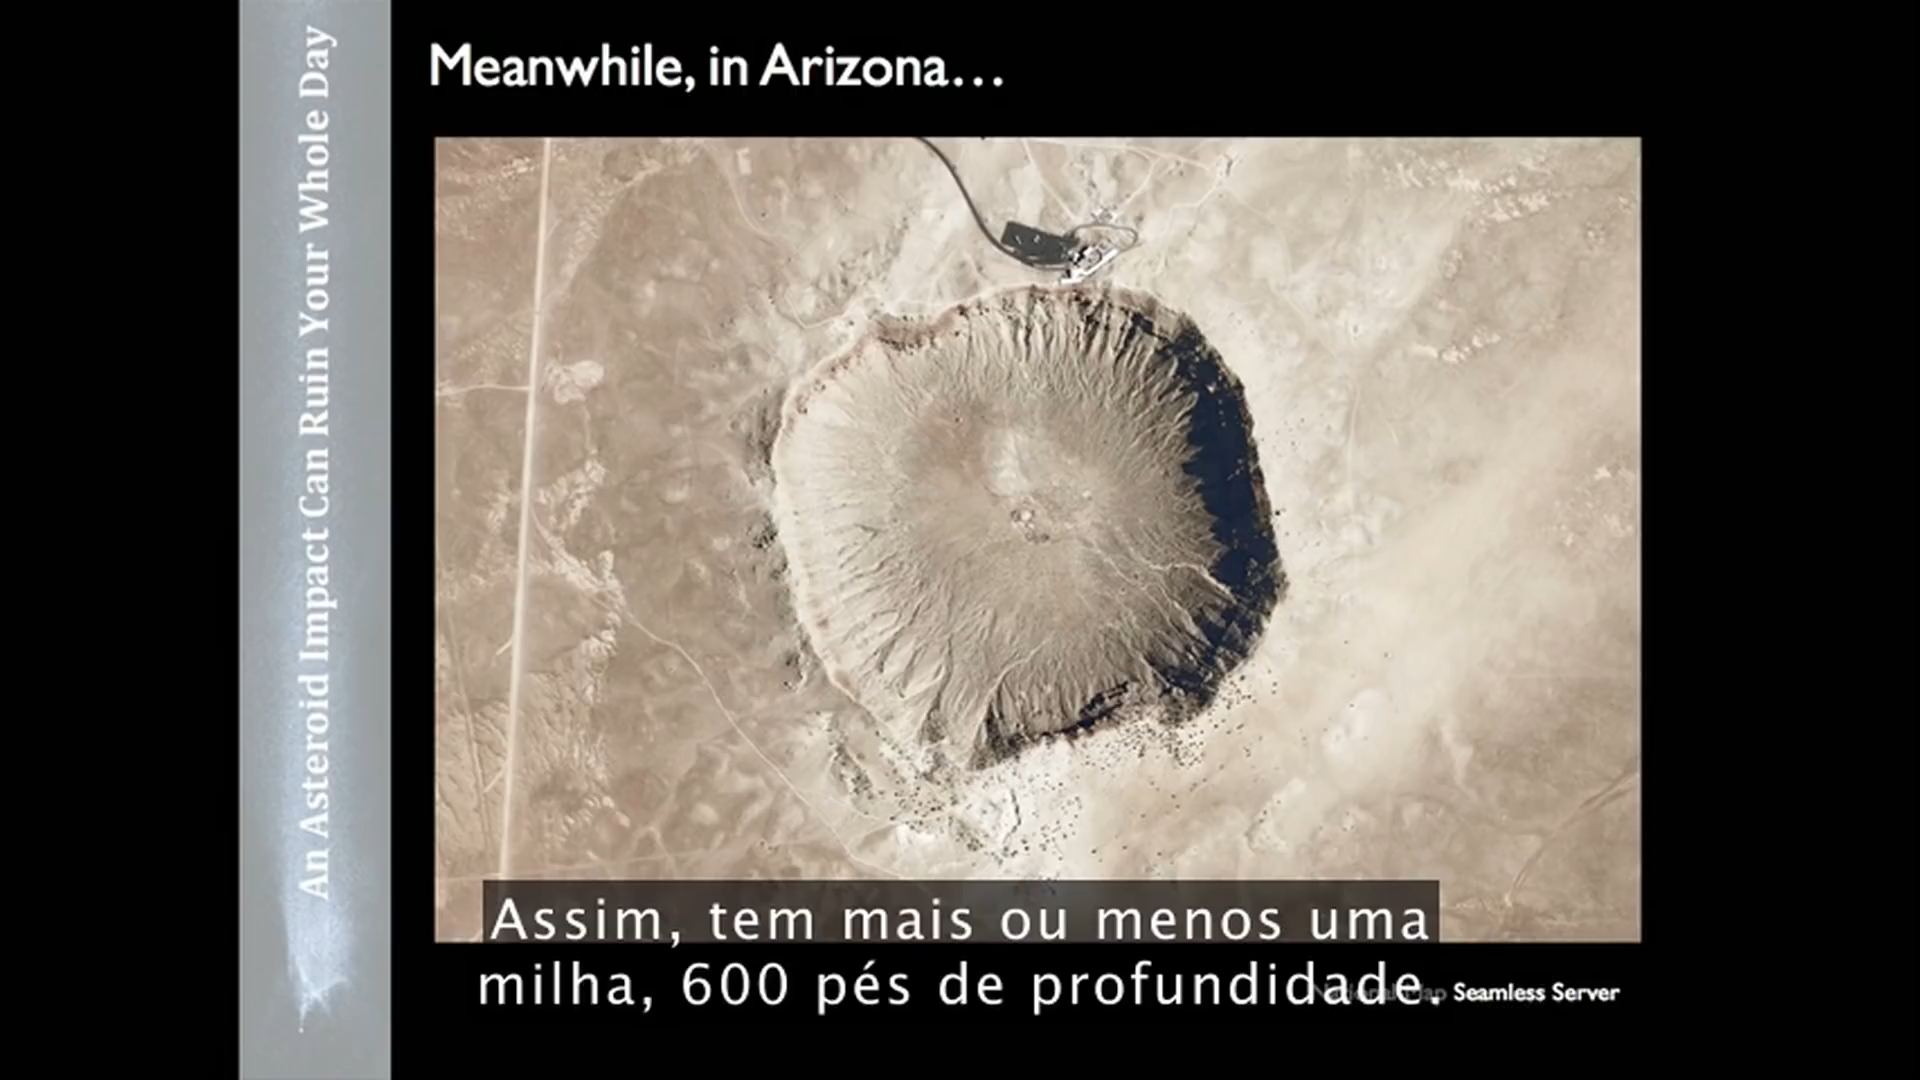 An Asteroid Impact Can Ruin Your Whole Day
Meanwhile, in Arizona…
Assim, tem mais ou menos uma
milha, 600 pés de profundidade.
Seamless Server